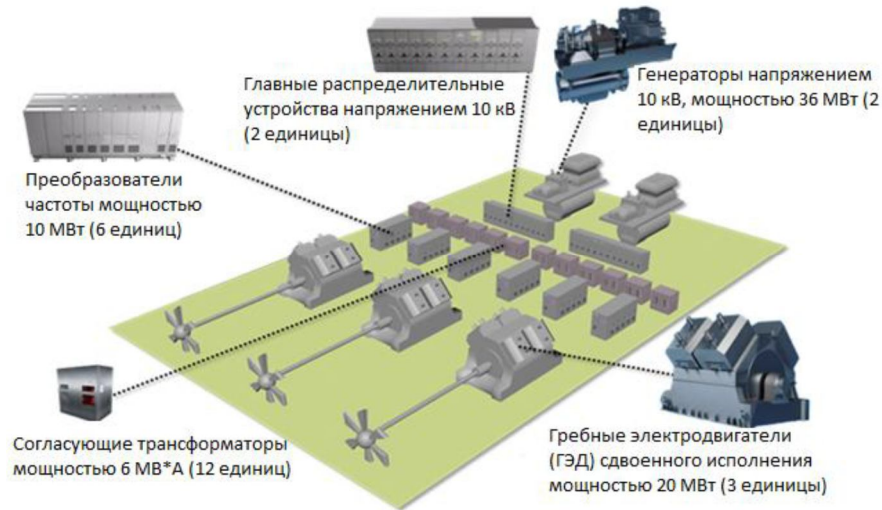 Главные распределительные
устройства напряжением 10 кВ
(2 единицы)
Генераторы напряжением
10 кВ, мощностью 36 МВт (2
единицы)
Преобразователи
частоты мощностью
10 МВт (6 единиц)
Согласующие трансформаторы
мощностью 6 МВ*А (12 единиц)
Гребные электродвигатели
(ГЭД) сдвоенного исполнения
мощностью 20 МВт (3 единицы)